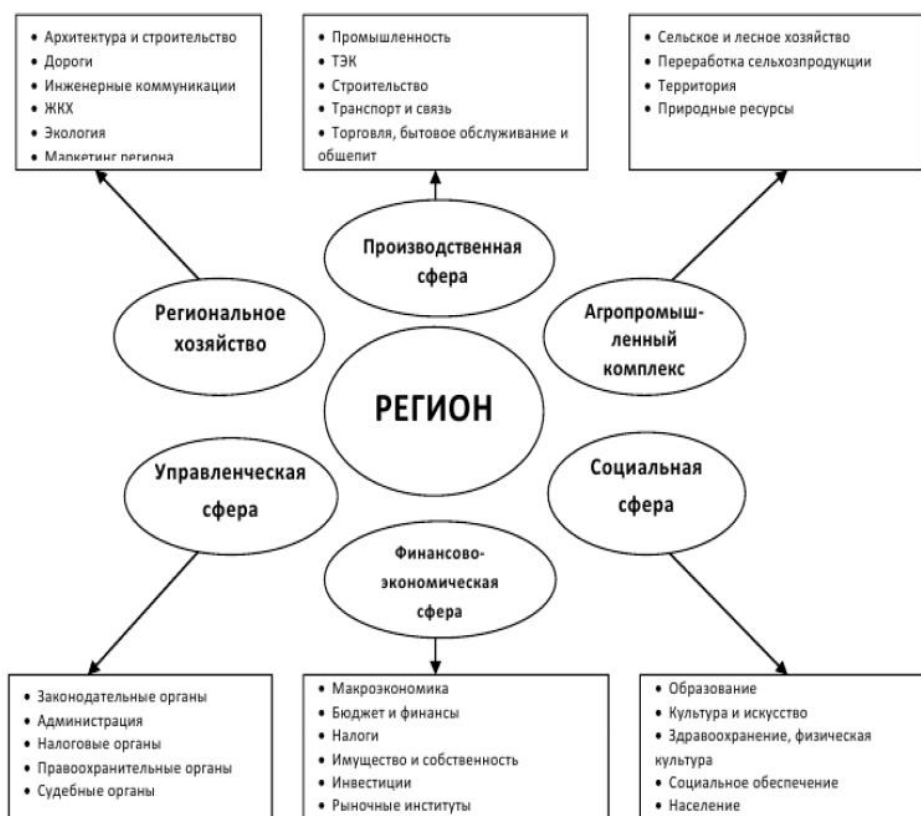 • Архитектура и строительство
• Дороги
• Инженерные коммуникации
• ЖКХ
• Экология
• Маркетинг региона
• Промышленность
• ТЭК
• Строительство
• Транспорт и связь
• Торговля, бытовое обслуживание и
общепит
• Сельское и лесное хозяйство
• Переработка сельхозпродукции
• Территория
• Природные ресурсы
Производственная
сфера
Региональное
хозяйство
Агропромыш-
ленный
комплекс
РЕГИОН
Управленческая
сфера
Социальная
сфера
Финансово-
экономическая
сфера
• Законодательные органы
• Администрация
• Налоговые органы
• Правоохранительные органы
• Судебные органы
• Макроэкономика
• Бюджет и финансы
• Налоги
• Имущество и собственность
• Инвестиции
• Рыночные институты
• Образование
• Культура и искусство
• Здравоохранение, физическая
культура
• Социальное обеспечение
• Население